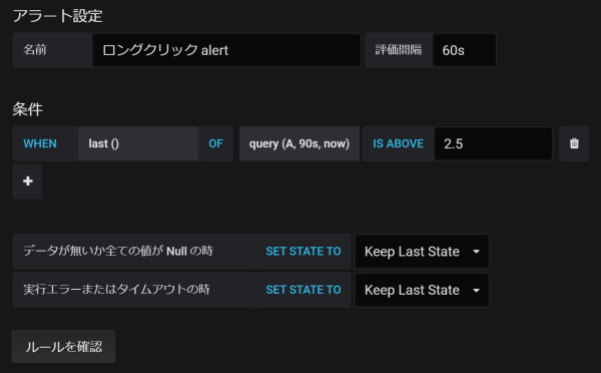 アラート設定
名前 ロングクリック alert 評価間隔 60s
条件
WHEN last () OF query (A, 90s, now) IS ABOVE 2.5
データが無いか全ての値が Null の時 SET STATE TO Keep Last State
実行エラーまたはタイムアウトの時 SET STATE TO Keep Last State
ルールを確認